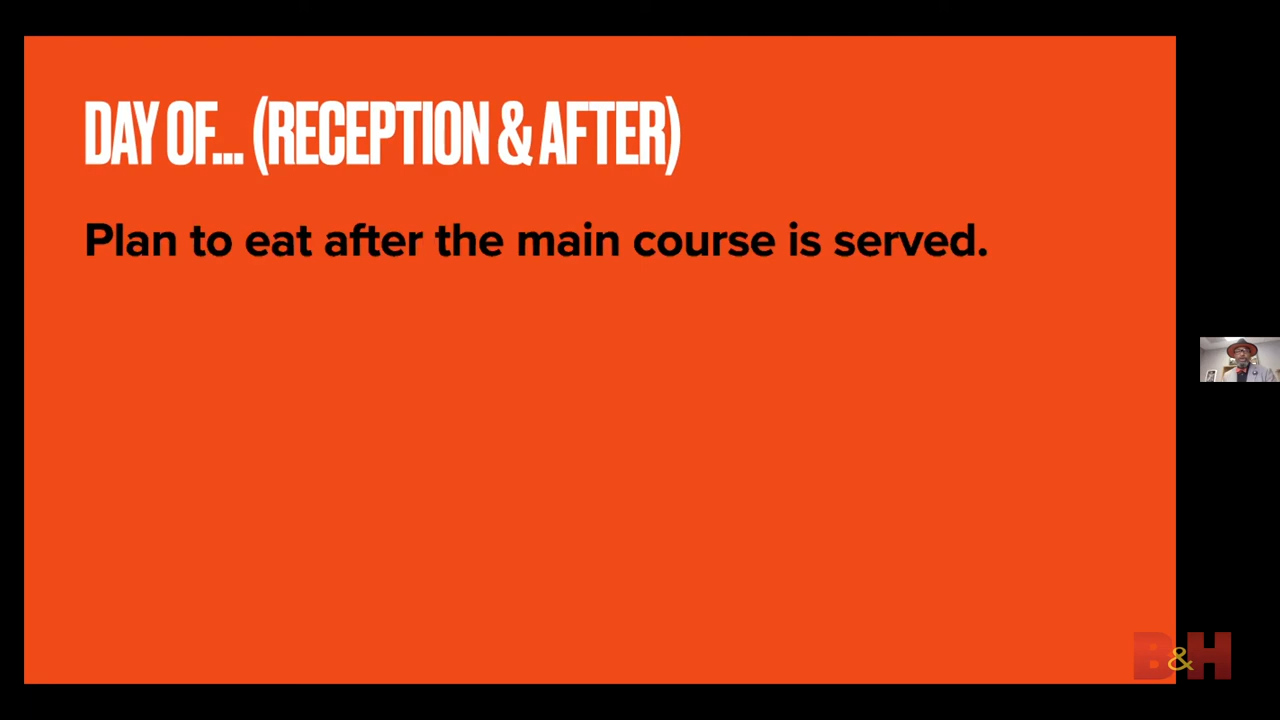 DAY OF... (RECEPTION & AFTER)
Plan to eat after the main course is served.
B&H